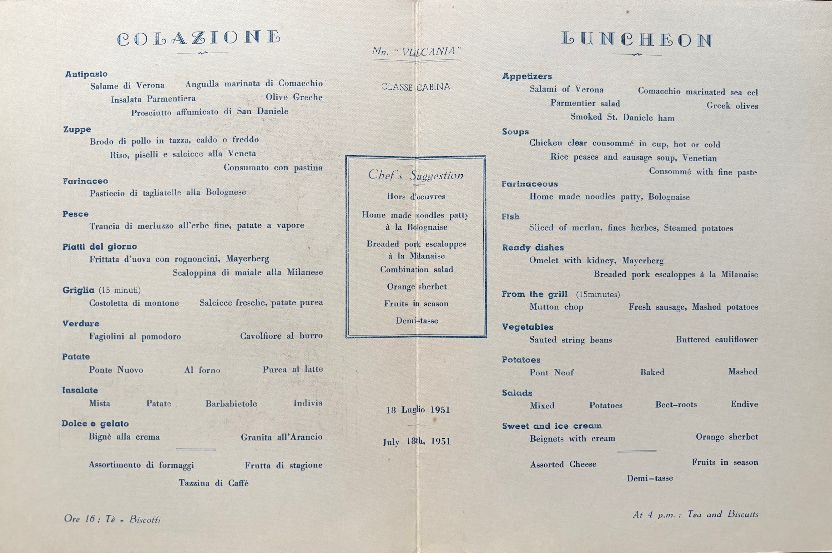 COLAZIONE
Antipasto
Salame di Verona Anguilla marinata di Comacchio
Insalata Parmentiera Olive Greche
Prosciutto affumicato di San Daniele
Zuppe
Brodo di pollo in tazza, caldo o freddo
Riso, piselli e salsicce alla Veneta
Consumato con pastina
Farinaceo
Pasticcio di tagliatelle alla Bolognese
Pesce
Trancia di merluzzo all'erbe fine, patate a vapore
Piatti del giorno
Frittata d'uova con rognoncini, Mayerberg
Scaloppina di maiale alla Milanese
Griglia (15 minuti)
Costoletta di montone Salsicce fresche, patate purea
Verdure
Fagiolini al pomodoro Cavolfiore al burro
Patate
Ponte Nuovo Al forno Purea al latte
Insalate
Mista Patate Barbabietole Indivia
Dolce e gelato
Bignè alla crema Granita all'Arancio
Assortimento di formaggi Frutta di stagione
Tazzina di Caffè
Ore 16: Tè - Biscotti
Mn. "VULCANIA"
CLASSE CABINA
Chef's Suggestion
Hors d'oeuvres
Home made noodles patty
à la Bolognaise
Breaded pork escaloppes
à la Milanaise
Combination salad
Orange sherbet
Fruits in season
Demi-tasse
18 Luglio 1951
July 18th, 1951
LUNCHEON
Appetizers
Salami of Verona Comacchio marinated sea eel
Parmentier salad Greek olives
Smoked St. Daniele ham
Soups
Chicken clear consommé in cup, hot or cold
Rice peases and sausage soup, Venetian
Consommé with fine paste
Farinaceous
Home made noodles patty, Bolognaise
Fish
Sliced of merlan, fines herbes, Steamed potatoes
Ready dishes
Omelet with kidney, Mayerberg
Breaded pork escaloppes à la Milanaise
From the grill (15minutes)
Mutton chop Fresh sausage, Mashed potatoes
Vegetables
Sauted string beans Buttered cauliflower
Potatoes
Pont Neuf Baked Mashed
Salads
Mixed Potatoes Beet-roots Endive
Sweet and ice cream
Beignets with cream Orange sherbet
Assorted Cheese Fruits in season
Demi-tasse
At 4 p.m.: Tea and Biscuits